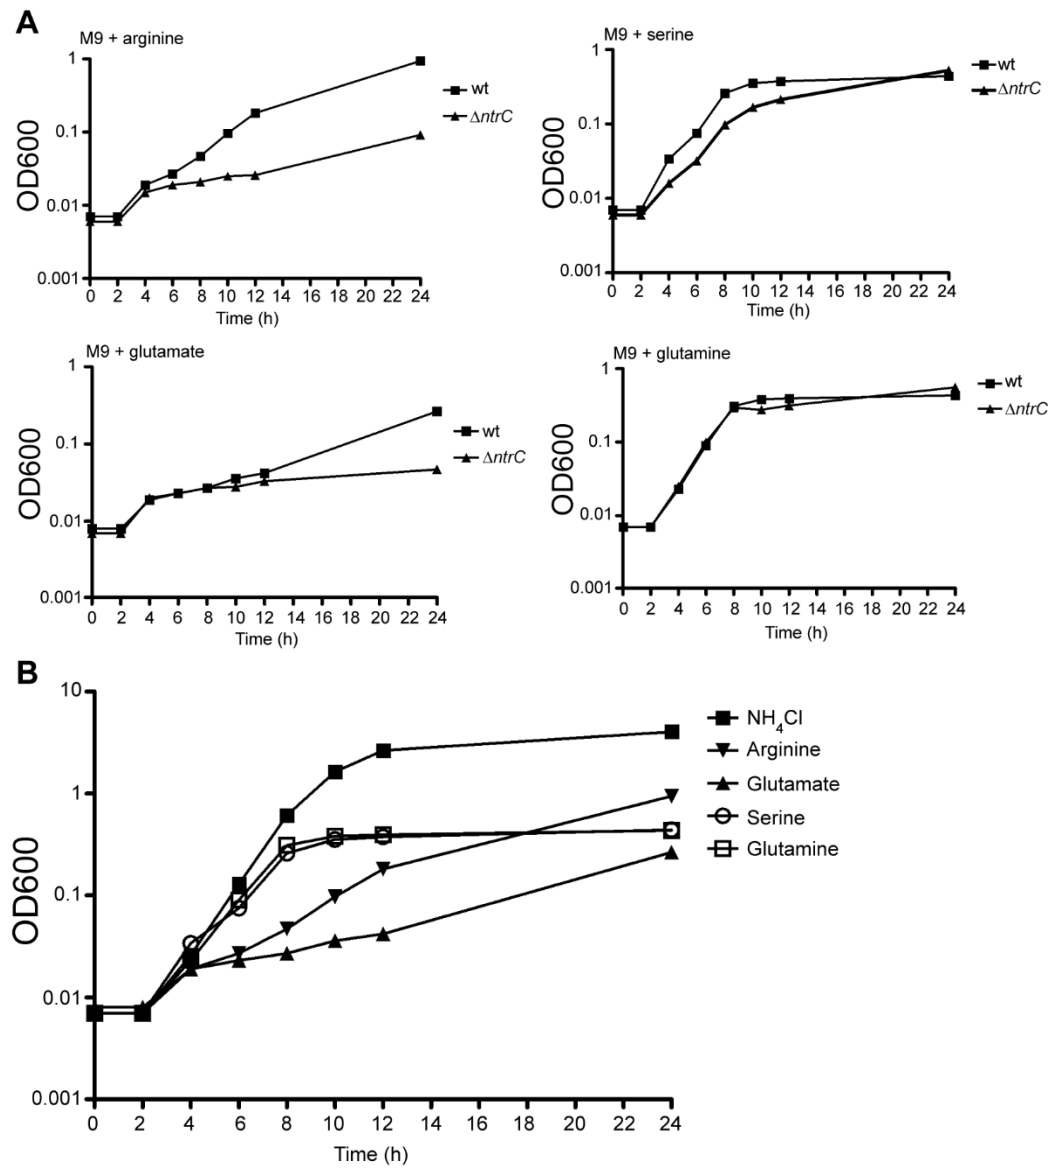 A
M9 + arginine
1
0.1
0.01
0.001
OD600
0 2 4 6 8 10 12 14 16 18 20 22 24
Time (h)
wt
ΔntrC
M9 + serine
1
0.1
0.01
0.001
OD600
0 2 4 6 8 10 12 14 16 18 20 22 24
Time (h)
wt
ΔntrC
M9 + glutamate
1
0.1
0.01
0.001
OD600
0 2 4 6 8 10 12 14 16 18 20 22 24
Time (h)
wt
ΔntrC
M9 + glutamine
1
0.1
0.01
0.001
OD600
0 2 4 6 8 10 12 14 16 18 20 22 24
Time (h)
wt
ΔntrC
B
10
1
0.1
0.01
0.001
OD600
0 2 4 6 8 10 12 14 16 18 20 22 24
Time (h)
NH₄Cl
Arginine
Glutamate
Serine
Glutamine